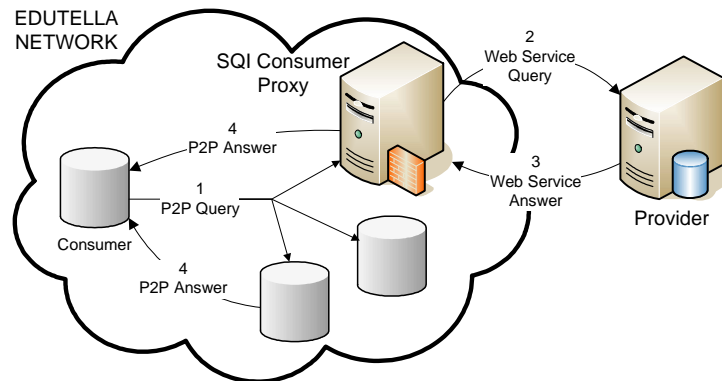 EDUTELLA
NETWORK
SQI Consumer
Proxy
2
Web Service
Query
4
P2P Answer
3
Web Service
Answer
1
P2P Query
Consumer
Provider
4
P2P Answer